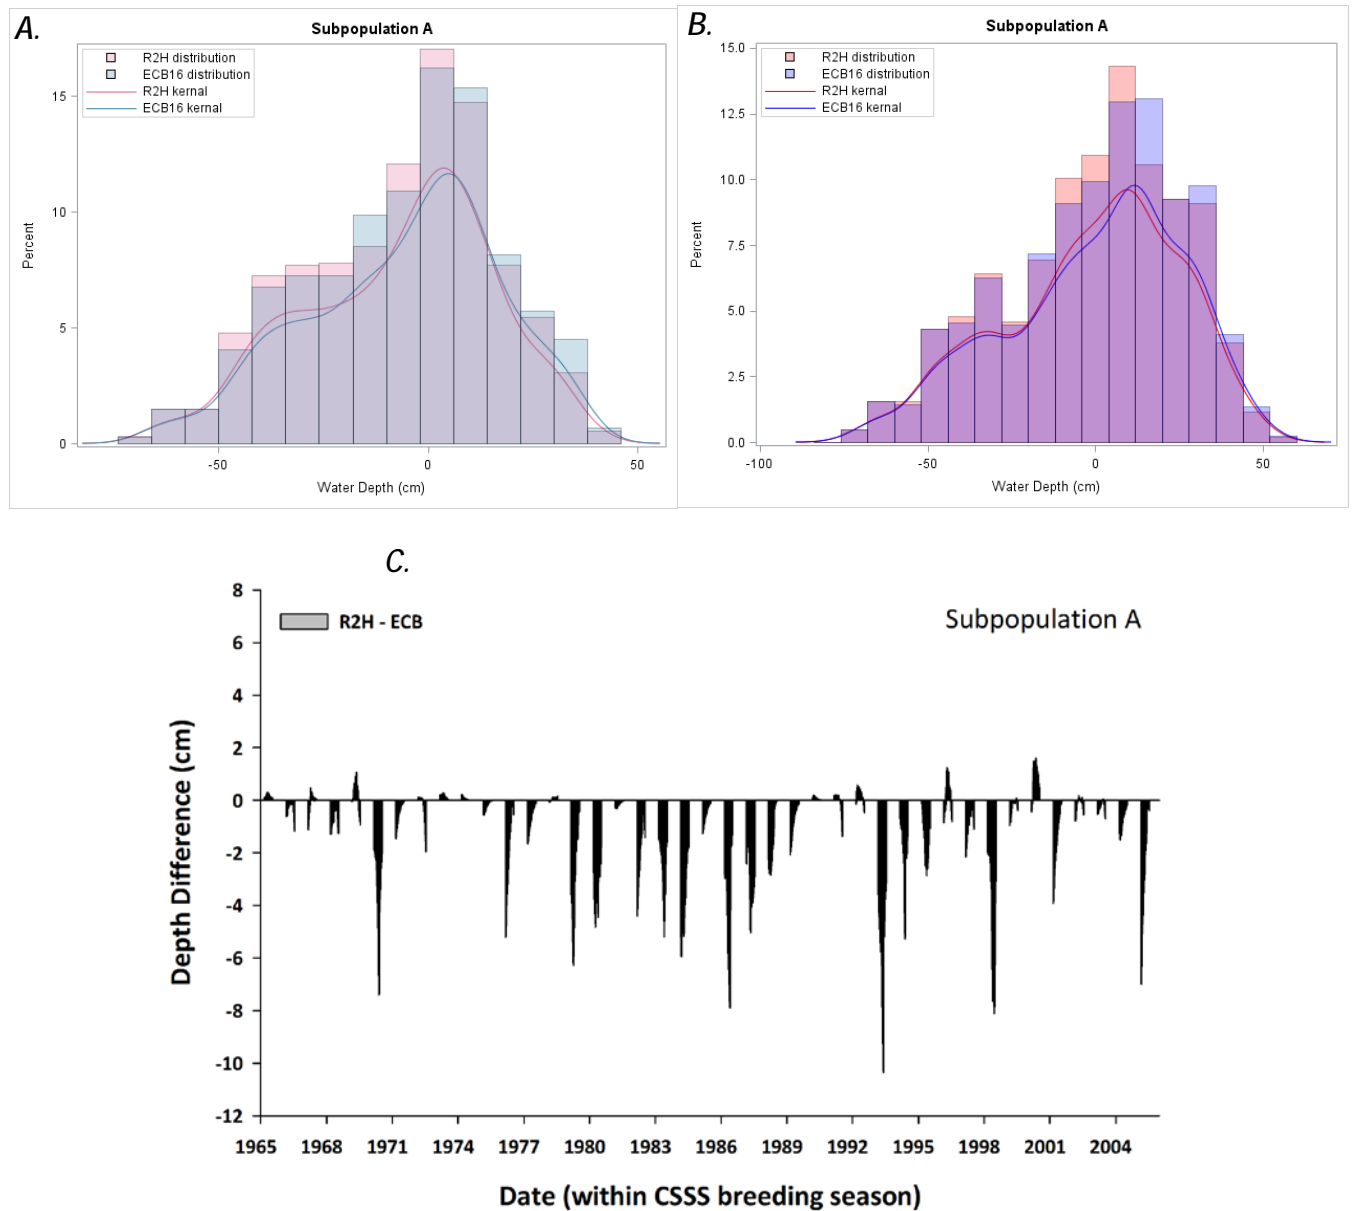 A.
Subpopulation A
R2H distribution
ECB16 distribution
R2H kernal
ECB16 kernal
15
10
5
0
Percent
-50
0
50
Water Depth (cm)
B.
Subpopulation A
R2H distribution
ECB16 distribution
R2H kernal
ECB16 kernal
15.0
12.5
10.0
7.5
5.0
2.5
0.0
Percent
-100
-50
0
50
Water Depth (cm)
C.
8
6
4
2
0
-2
-4
-6
-8
-10
-12
R2H - ECB
Subpopulation A
Depth Difference (cm)
1965 1968 1971 1974 1977 1980 1983 1986 1989 1992 1995 1998 2001 2004
Date (within CSSS breeding season)